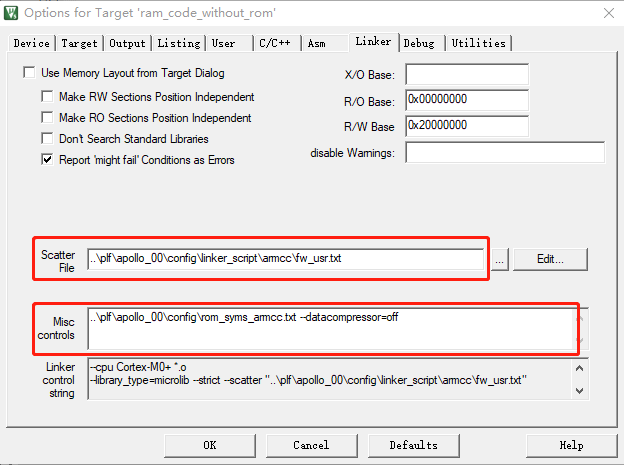 Options for Target 'ram_code_without_rom'
Device Target Output Listing User C/C++ Asm Linker Debug Utilities
Use Memory Layout from Target Dialog
X/O Base:
Make RW Sections Position Independent
R/O Base: 0x00000000
Make RO Sections Position Independent
R/W Base 0x20000000
Don't Search Standard Libraries
disable Warnings:
Report 'might fail' Conditions as Errors
Scatter
File
..\plf\apollo_00\config\linker_script\armcc\fw_usr.txt
...
Edit...
Misc
controls
..\plf\apollo_00\config\rom_syms_armcc.txt --datacompressor=off
Linker
control
string
--cpu Cortex-M0+ *.o
--library_type=microlib --strict --scatter "..\plf\apollo_00\config\linker_script\armcc\fw_usr.txt"
OK Cancel Defaults Help